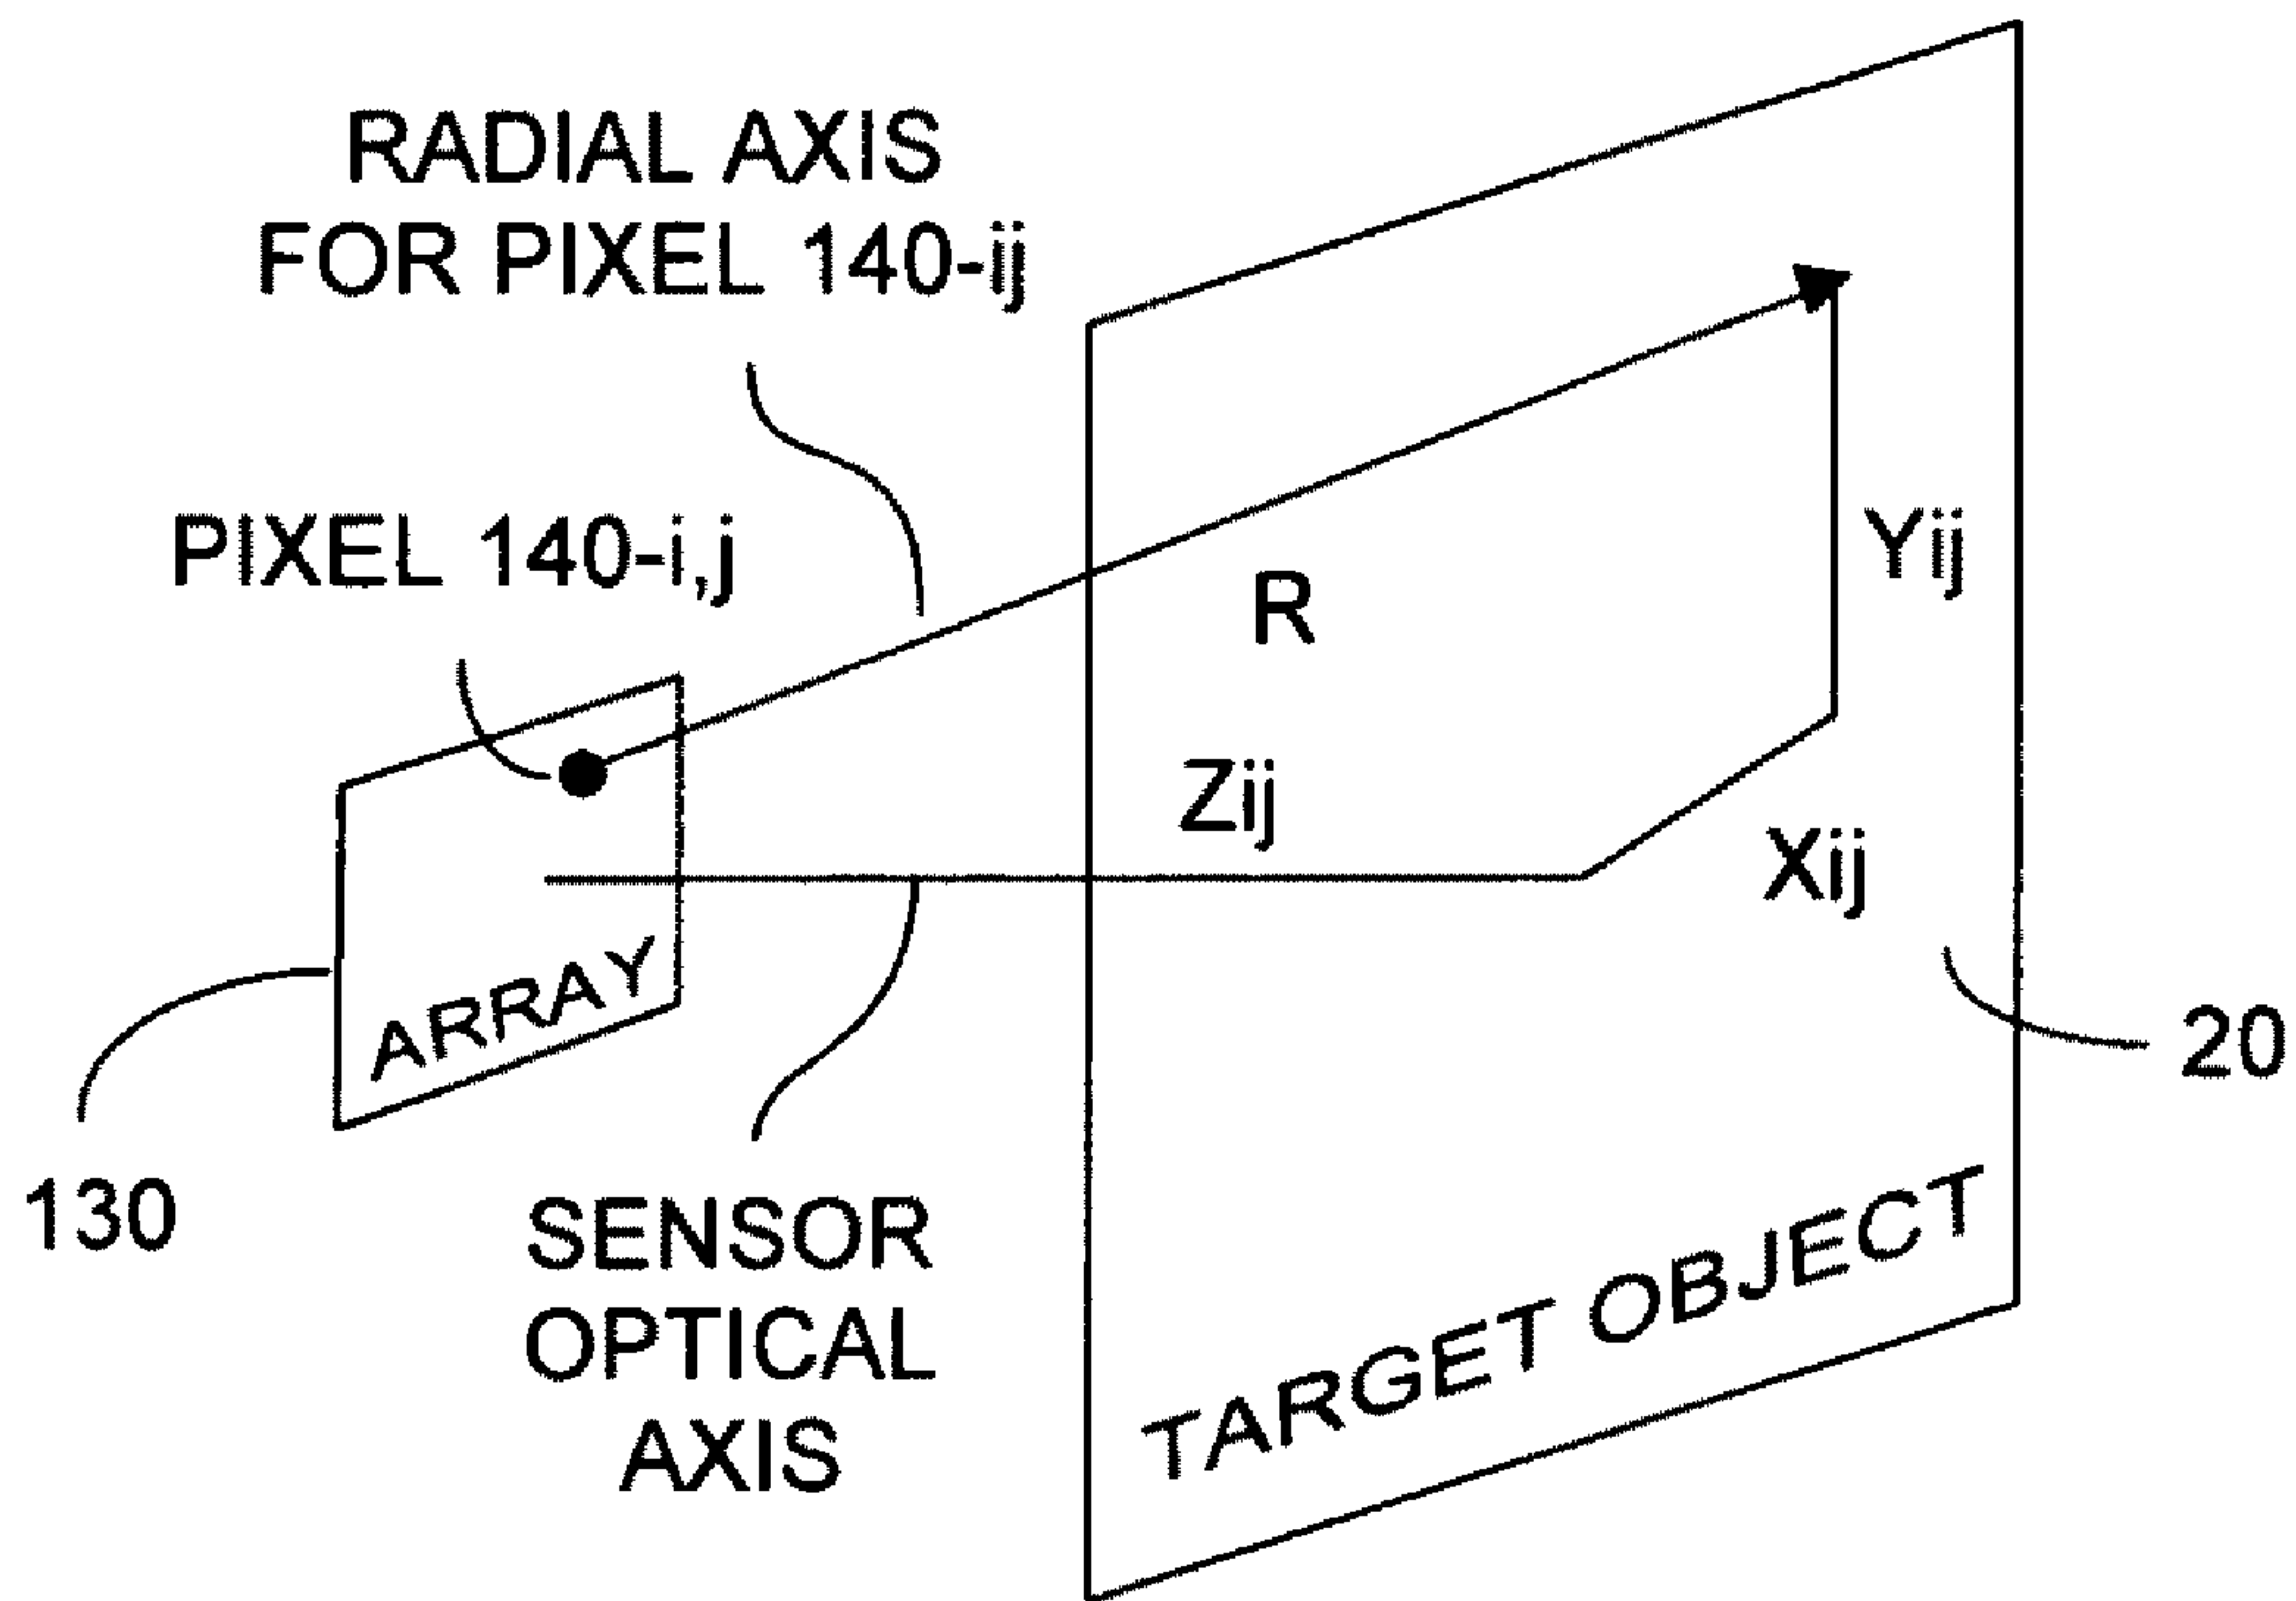 RADIAL AXIS
FOR PIXEL 140-ij
PIXEL 140-i,j
R
Yij
Zij
Xij
ARRAY
20
130
SENSOR
OPTICAL
AXIS
TARGET OBJECT